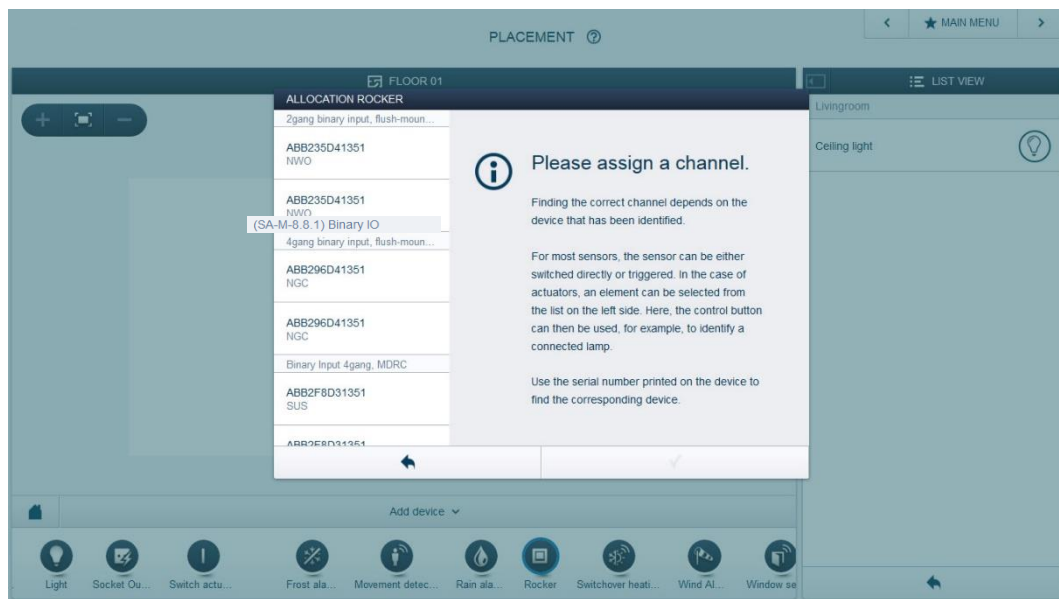 PLACEMENT
MAIN MENU
FLOOR 01
LIST VIEW
ALLOCATION ROCKER
2gang binary input, flush-moun...
ABB235D41351
NWO
ABB235D41351
NWO
(SA-M-8.8.1) Binary IO
4gang binary input, flush-moun...
ABB296D41351
NGC
ABB296D41351
NGC
Binary Input 4gang, MDRC
ABB2F8D31351
SUS
ABB2F8D31351
Please assign a channel.
Finding the correct channel depends on the
device that has been identified.
For most sensors, the sensor can be either
switched directly or triggered. In the case of
actuators, an element can be selected from
the list on the left side. Here, the control button
can then be used, for example, to identify a
connected lamp.
Use the serial number printed on the device to
find the corresponding device.
Livingroom
Ceiling light
Add device
Light
Socket Ou...
Switch actu...
Frost ala...
Movement detec...
Rain ala...
Rocker
Switchover heati...
Wind Al...
Window se